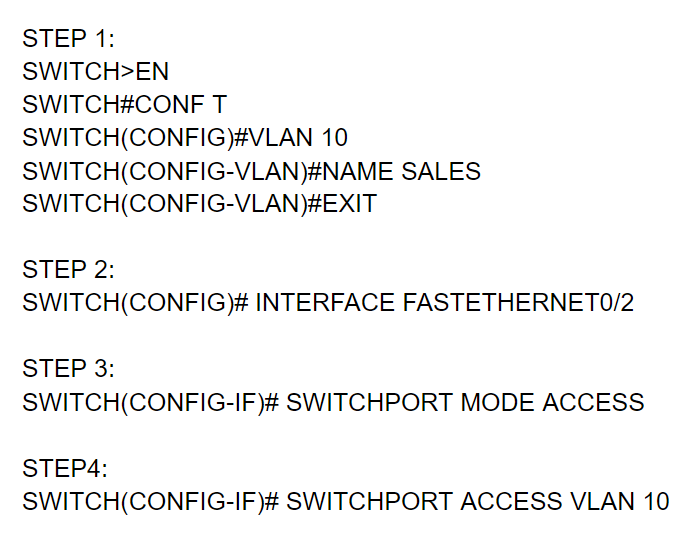 STEP 1:
SWITCH>EN
SWITCH#CONF T
SWITCH(CONFIG)#VLAN 10
SWITCH(CONFIG-VLAN)#NAME SALES
SWITCH(CONFIG-VLAN)#EXIT
STEP 2:
SWITCH(CONFIG)# INTERFACE FASTETHERNET0/2
STEP 3:
SWITCH(CONFIG-IF)# SWITCHPORT MODE ACCESS
STEP4:
SWITCH(CONFIG-IF)# SWITCHPORT ACCESS VLAN 10